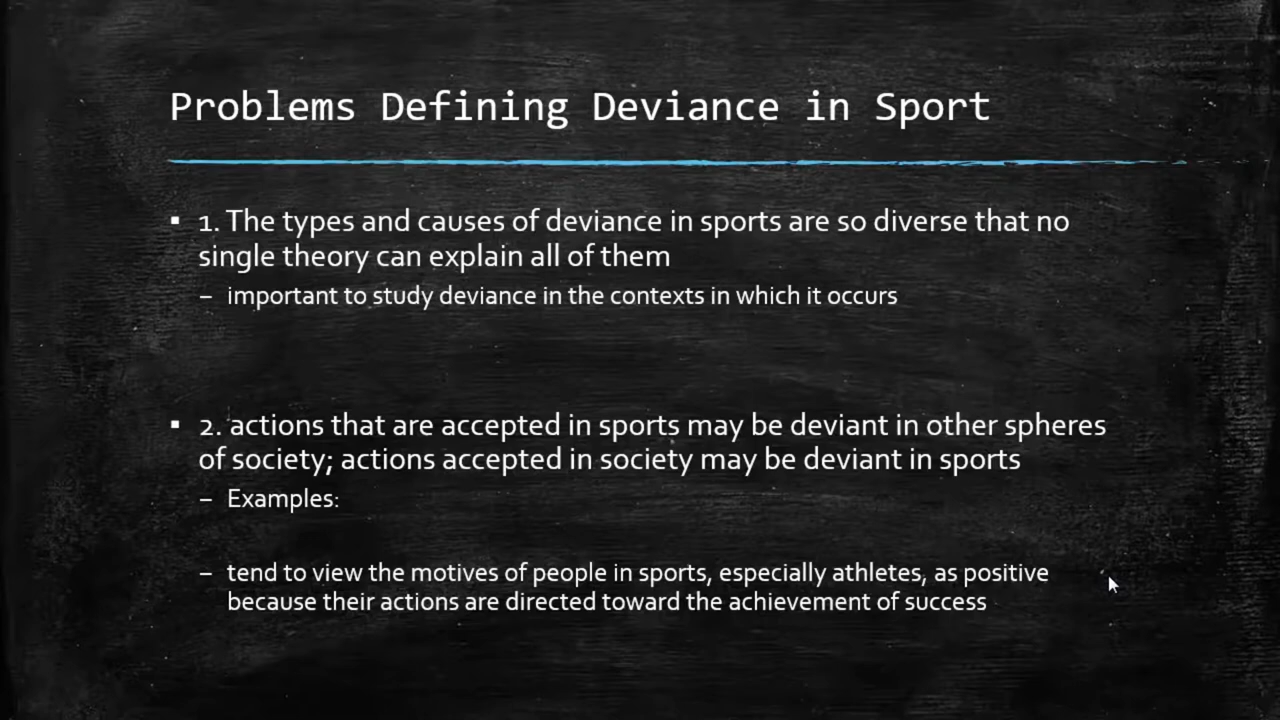 Problems Defining Deviance in Sport
▪ 1. The types and causes of deviance in sports are so diverse that no
single theory can explain all of them
– important to study deviance in the contexts in which it occurs
▪ 2. actions that are accepted in sports may be deviant in other spheres
of society; actions accepted in society may be deviant in sports
– Examples:
– tend to view the motives of people in sports, especially athletes, as positive
because their actions are directed toward the achievement of success